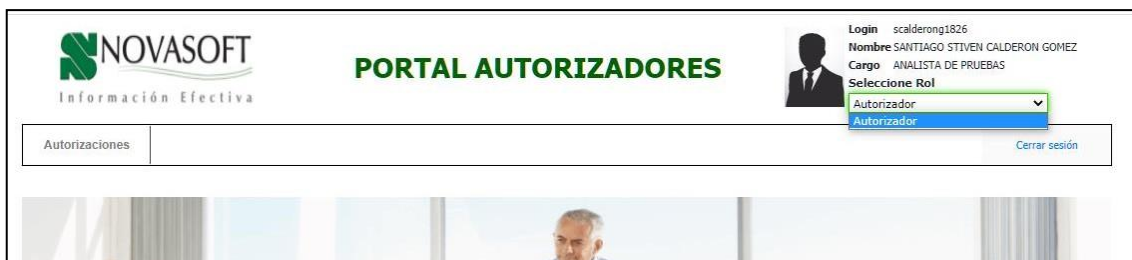 NOVASOFT
Información Efectiva
PORTAL AUTORIZADORES
Login scalderong1826
Nombre SANTIAGO STIVEN CALDERON GOMEZ
Cargo ANALISTA DE PRUEBAS
Seleccione Rol
Autorizador
Autorizador
Autorizaciones
Cerrar sesión